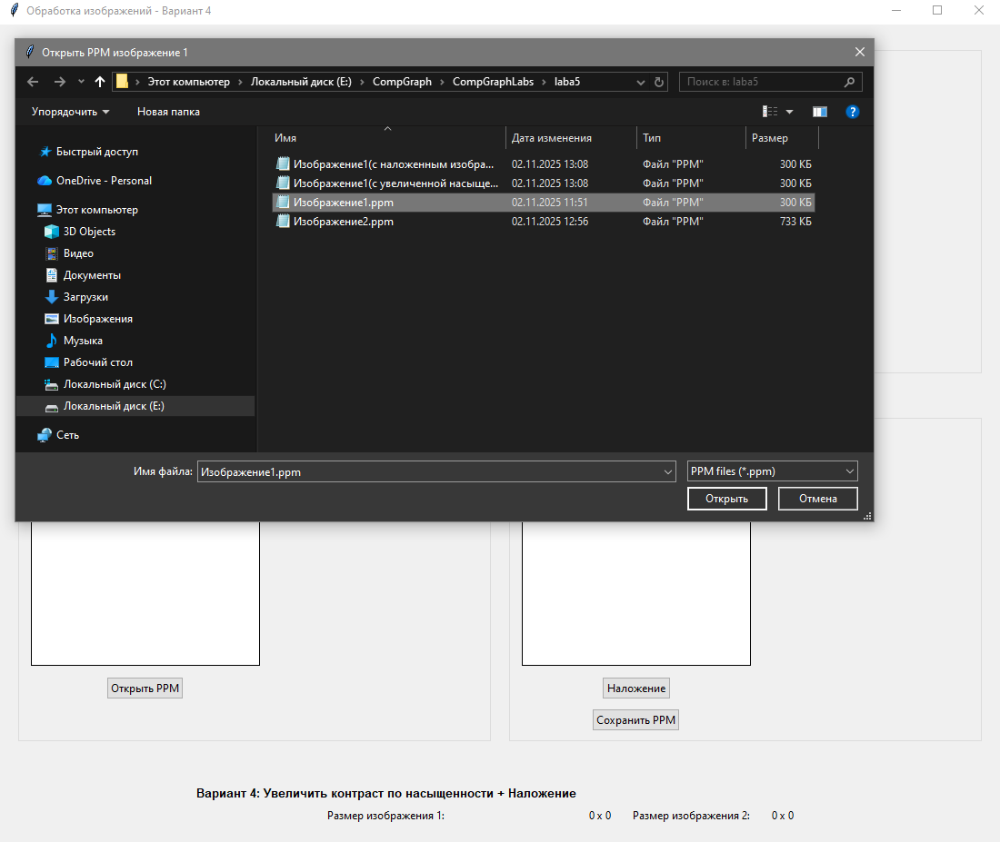 Обработка изображений - Вариант 4
Открыть PPM изображение 1
Этот компьютер
Локальный диск (E:)
CompGraph
CompGraphLabs
laba5
Поиск в: laba5
Упорядочить
Новая папка
?
Быстрый доступ
OneDrive - Personal
Этот компьютер
3D Objects
Видео
Документы
Загрузки
Изображения
Музыка
Рабочий стол
Локальный диск (C:)
Локальный диск (E:)
Сеть
Имя Дата изменения Тип Размер
Изображение1(с наложенным изобра... 02.11.2025 13:08 Файл "PPM" 300 КБ
Изображение1(с увеличенной насыще... 02.11.2025 13:08 Файл "PPM" 300 КБ
Изображение1.ppm 02.11.2025 11:51 Файл "PPM" 300 КБ
Изображение2.ppm 02.11.2025 12:56 Файл "PPM" 733 КБ
Имя файла: Изображение1.ppm PPM files (*.ppm)
Открыть Отмена
Открыть PPM
Наложение
Сохранить PPM
Вариант 4: Увеличить контраст по насыщенности + Наложение
Размер изображения 1: 0 x 0 Размер изображения 2: 0 x 0